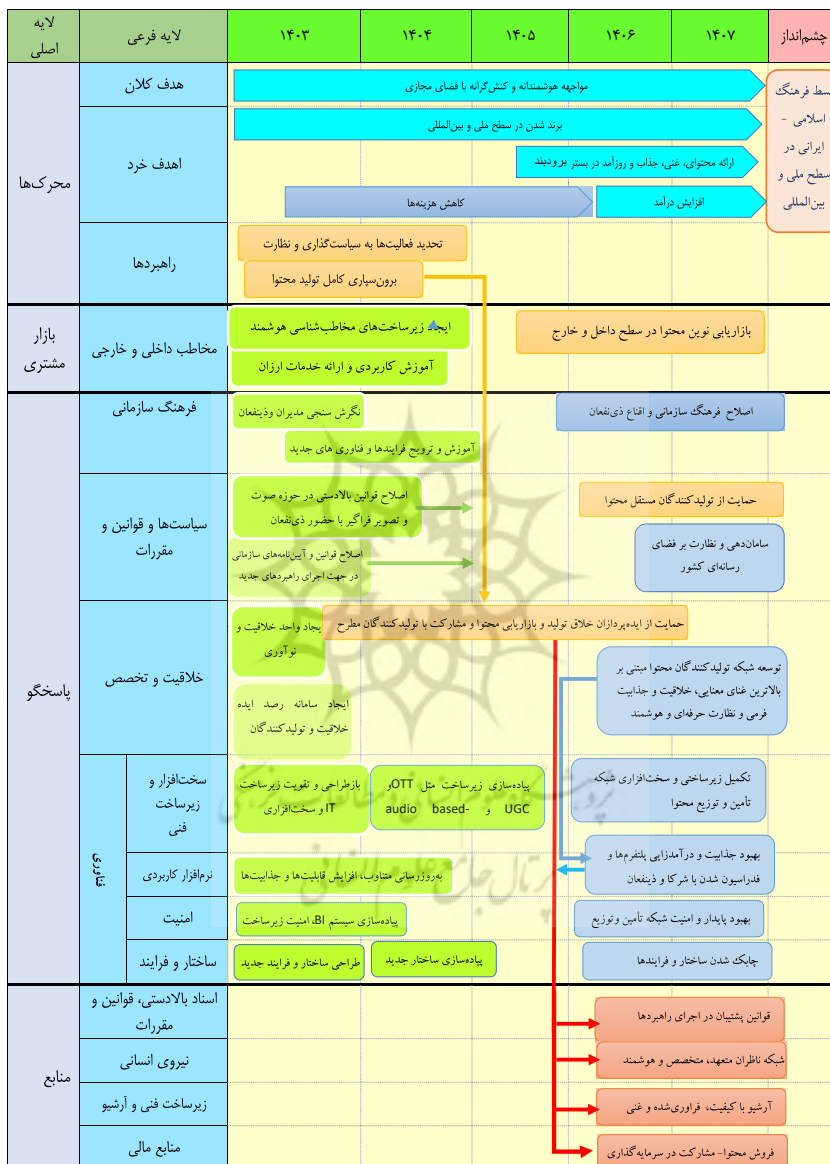 لایه اصلی
لایه فرعی
۱۴۰۳
۱۴۰۴
۱۴۰۵
۱۴۰۶
۱۴۰۷
چشم‌انداز
محرک‌ها
هدف کلان
مواجهه هوشمندانه و کنش‌گرانه با فضای مجازی
فرهنگ
اسلامی -
ایرانی در
سطح ملی و
بین‌المللی
اهدف خرد
برند شدن در سطح ملی و بین‌المللی
ارائه محتوای، غنی، جذاب و روزآمد در بستر برودبند
کاهش هزینه‌ها
افزایش درآمد
راهبردها
تحدید فعالیت‌ها به سیاست‌گذاری و نظارت
برون‌سپاری کامل تولید محتوا
بازار
مشتری
مخاطب داخلی و خارجی
ایجاد زیرساخت‌های مخاطب‌شناسی هوشمند
آموزش کاربردی و ارائه خدمات ارزان
بازاریابی نوین محتوا در سطح داخل و خارج
پاسخگو
فرهنگ سازمانی
نگرش سنجی مدیران وذینفعان
آموزش و ترویج فرایندها و فناوری های جدید
اصلاح فرهنگ سازمانی و اقناع ذی‌نفعان
سیاست‌ها و قوانین و
مقررات
اصلاح قوانین بالادستی در حوزه صوت
و تصویر فراگیر با حضور ذی‌نفعان
اصلاح قوانین و آیین‌نامه‌های سازمانی
در جهت اجرای راهبردهای جدید
حمایت از تولیدکنندگان مستقل محتوا
سامان‌دهی و نظارت بر فضای
رسانه‌ای کشور
خلاقیت و تخصص
ایجاد واحد خلاقیت و
نوآوری
حمایت از ایده‌پردازان خلاق تولید و بازاریابی محتوا و مشارکت با تولیدکنندگان مطرح
ایجاد سامانه رصد ایده
خلاقیت و تولیدکنندگان
توسعه شبکه تولیدکنندگان محتوا مبتنی بر
بالاترین غنای معنایی، خلاقیت و جذابیت
فرمی و نظارت حرفه‌ای و هوشمند
فناوری
سخت‌افزار و
زیرساخت
فنی
بازطراحی و تقویت زیرساخت
IT و سخت‌افزاری
پیاده‌سازی زیرساخت مثل OTTو
UGC و audio based-
تکمیل زیرساختی و سخت‌افزاری شبکه
تأمین و توزیع محتوا
نرم‌افزار کاربردی
به‌روزرسانی متناوب، افزایش قابلیت‌ها و جذابیت‌ها
بهبود جذابیت و درآمدزایی پلتفرم‌ها و
فدراسیون شدن با شرکا و ذینفعان
امنیت
پیاده‌سازی سیستم BI، امنیت زیرساخت
بهبود پایدار و امنیت شبکه تأمین وتوزیع
ساختار و فرایند
طراحی ساختار و فرایند جدید
پیاده‌سازی ساختار جدید
چابک شدن ساختار و فرایندها
منابع
اسناد بالادستی، قوانین و
مقررات
قوانین پشتیبان در اجرای راهبردها
نیروی انسانی
شبکه ناظران متعهد، متخصص و هوشمند
زیرساخت فنی و آرشیو
آرشیو با کیفیت، فراوری‌شده و غنی
منابع مالی
فروش محتوا- مشارکت در سرمایه‌گذاری
پرتال جامع علوم انسانی